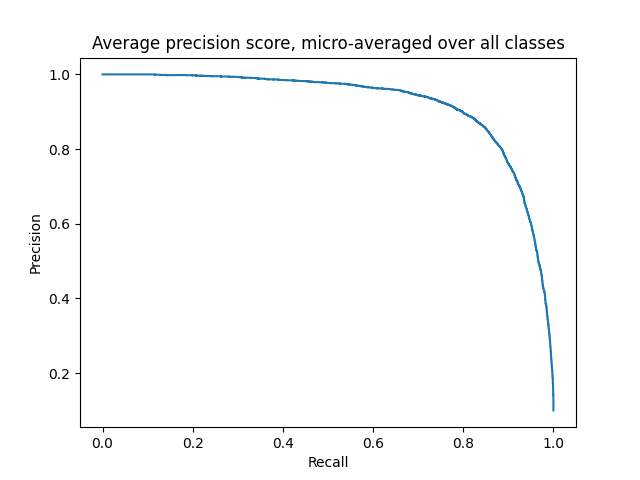 Average precision score, micro-averaged over all classes
1.0
0.8
0.6
0.4
0.2
Precision
0.0 0.2 0.4 0.6 0.8 1.0
Recall